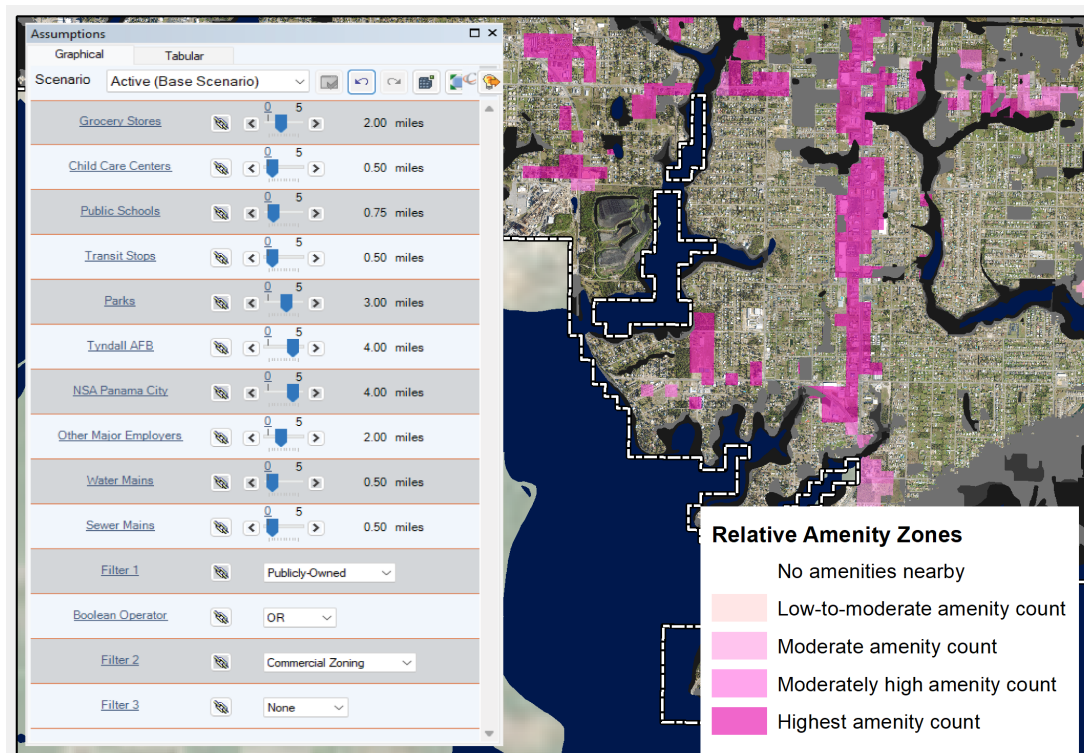 Assumptions
Graphical Tabular
Scenario Active (Base Scenario)
Grocery Stores 0 5 2.00 miles
Child Care Centers 0 5 0.50 miles
Public Schools 0 5 0.75 miles
Transit Stops 0 5 0.50 miles
Parks 0 5 3.00 miles
Tyndall AFB 0 5 4.00 miles
NSA Panama City 0 5 4.00 miles
Other Major Employers 0 5 2.00 miles
Water Mains 0 5 0.50 miles
Sewer Mains 0 5 0.50 miles
Filter 1 Publicly-Owned
Boolean Operator OR
Filter 2 Commercial Zoning
Filter 3 None
Relative Amenity Zones
No amenities nearby
Low-to-moderate amenity count
Moderate amenity count
Moderately high amenity count
Highest amenity count